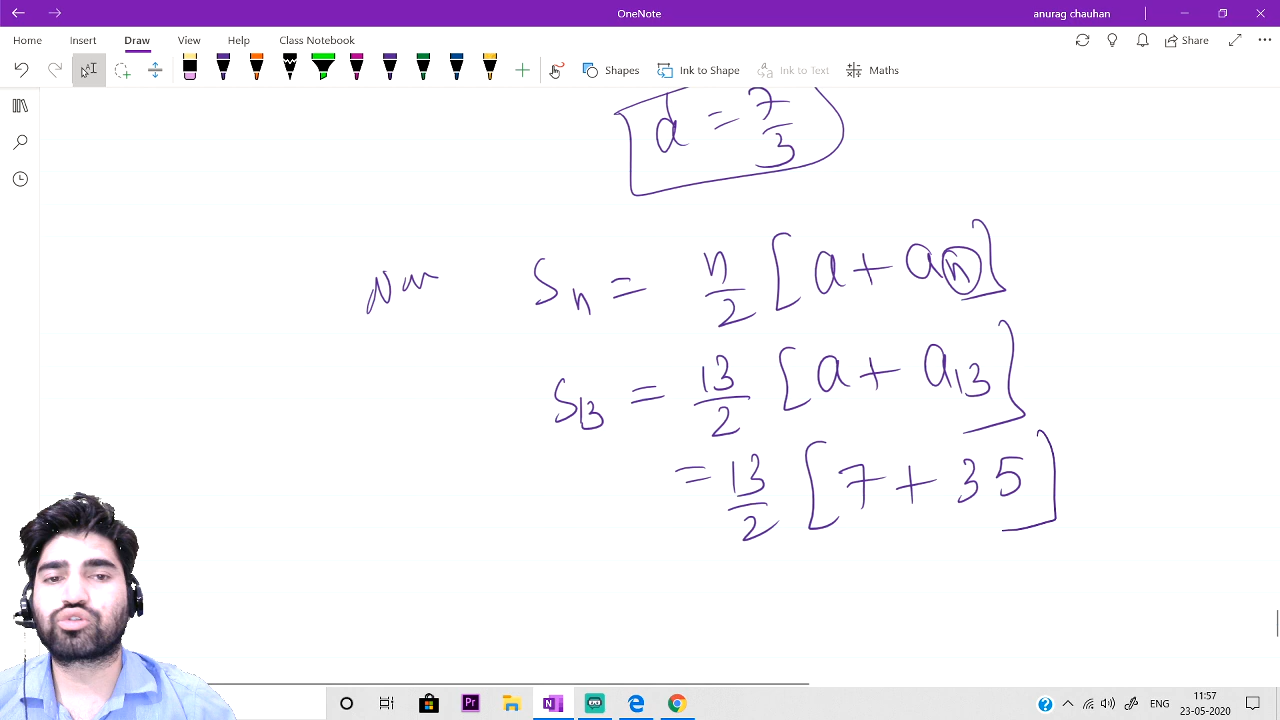 OneNote
anurag chauhan
Home Insert Draw View Help Class Notebook
Share
Shapes Ink to Shape Ink to Text Maths
d = 7/3
Sn = n/2 [a + an]
S13 = 13/2 [a + a13]
= 13/2 [7 + 35]
ENG 11:57
23-05-2020